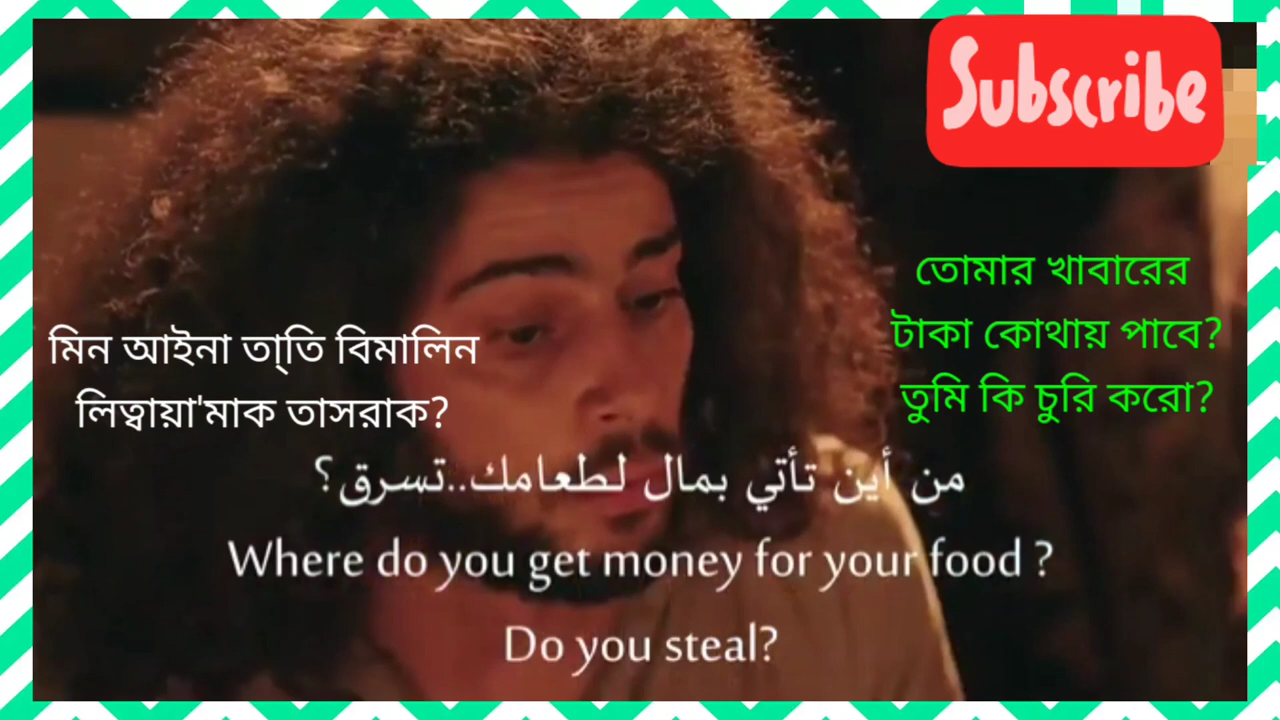 Subscribe
তোমার খাবারের
টাকা কোথায় পাবে?
তুমি কি চুরি করো?
মিন আইনা তা্তি বিমালিন
লিত্বায়া'মাক তাসরাক?
من أين تأتي بمال لطعامك..تسرق؟
Where do you get money for your food ?
Do you steal?